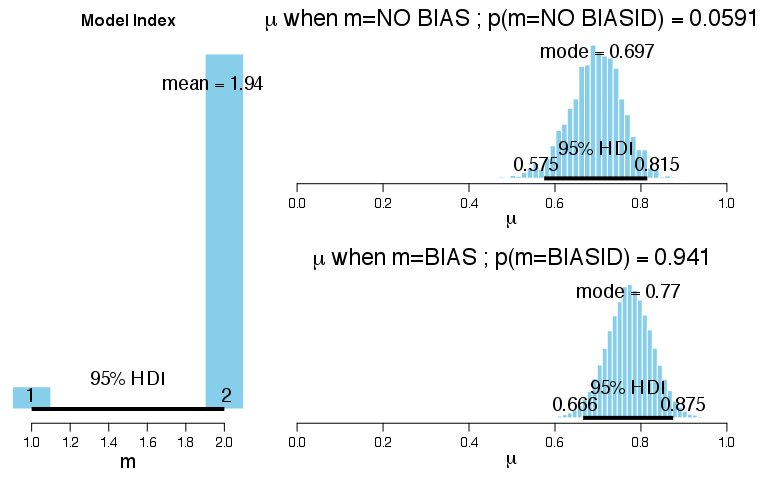 Model Index
mean = 1.94
95% HDI
1 2
1.0 1.2 1.4 1.6 1.8 2.0
m
μ when m=NO BIAS ; p(m=NO BIASID) = 0.0591
mode = 0.697
95% HDI
0.575 0.815
0.0 0.2 0.4 0.6 0.8 1.0
μ
μ when m=BIAS ; p(m=BIASID) = 0.941
mode = 0.77
95% HDI
0.666 0.875
0.0 0.2 0.4 0.6 0.8 1.0
μ